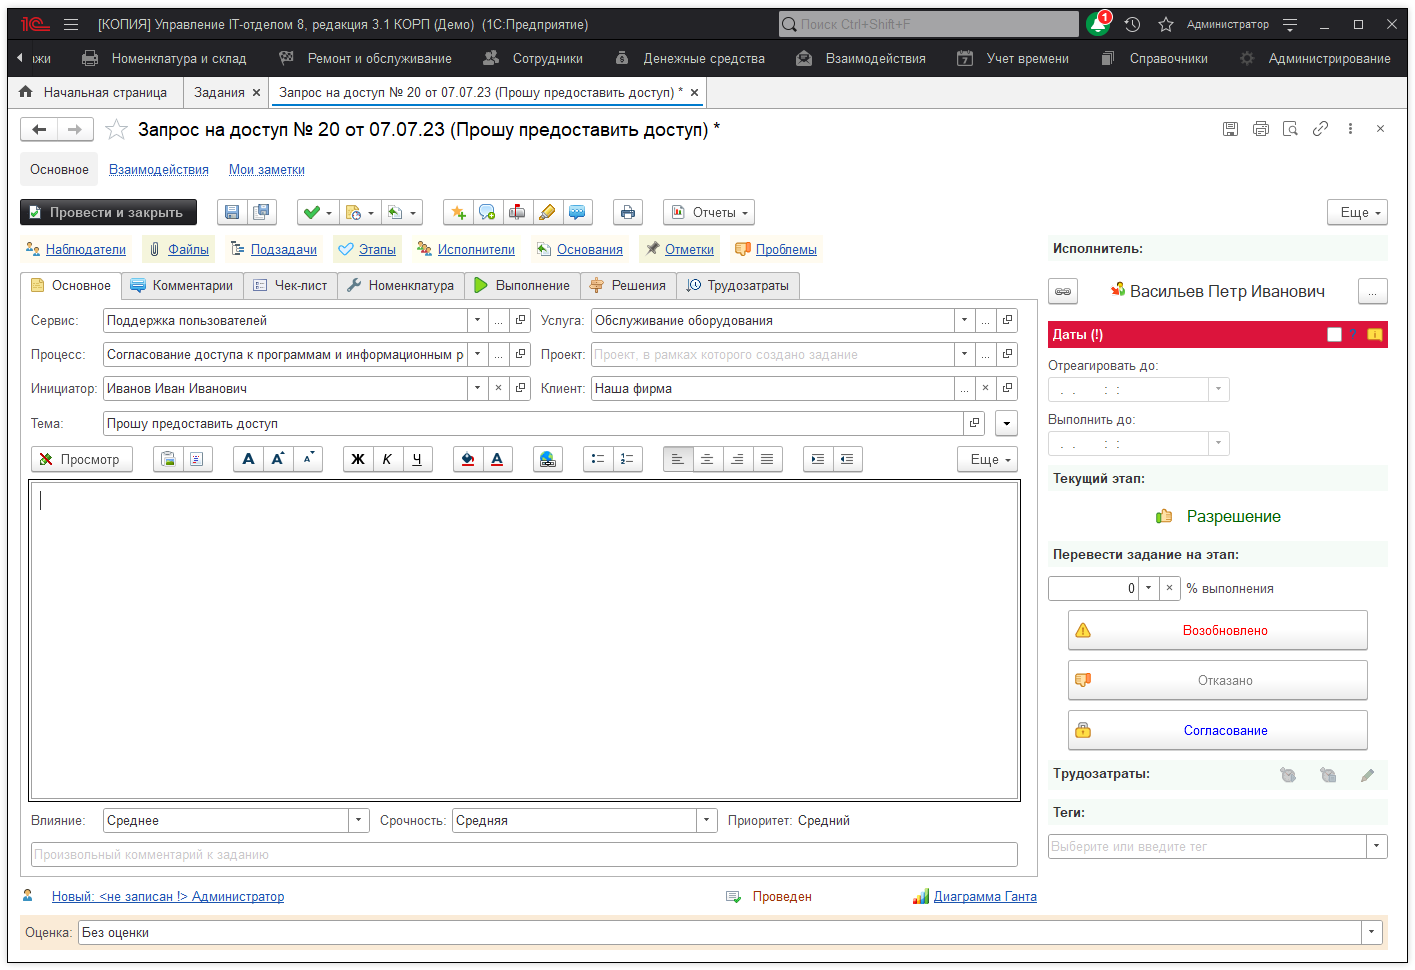 [КОПИЯ] Управление IT-отделом 8, редакция 3.1 КОРП (Демо) (1С:Предприятие)
Поиск Ctrl+Shift+F
1
Администратор
жи
Номенклатура и склад
Ремонт и обслуживание
Сотрудники
Денежные средства
Взаимодействия
Учет времени
Справочники
Администрирование
Начальная страница
Задания ×
Запрос на доступ № 20 от 07.07.23 (Прошу предоставить доступ) * ×
Запрос на доступ № 20 от 07.07.23 (Прошу предоставить доступ) *
Основное Взаимодействия Мои заметки
Провести и закрыть
Отчеты
Еще
Наблюдатели Файлы Подзадачи Этапы Исполнители Основания Отметки Проблемы
Основное Комментарии Чек-лист Номенклатура Выполнение Решения Трудозатраты
Сервис: Поддержка пользователей ...
Услуга: Обслуживание оборудования ...
Процесс: Согласование доступа к программам и информационным р ...
Проект: Проект, в рамках которого создано задание ...
Инициатор: Иванов Иван Иванович ×
Клиент: Наша фирма ... ×
Тема: Прошу предоставить доступ
Просмотр А А А Ж К Ч А Еще
Влияние: Среднее
Срочность: Средняя
Приоритет: Средний
Произвольный комментарий к заданию
Исполнитель:
Васильев Петр Иванович ...
Даты (!) ?
Отреагировать до:
. . : :
Выполнить до:
. . : :
Текущий этап:
Разрешение
Перевести задание на этап:
0 × % выполнения
Возобновлено
Отказано
Согласование
Трудозатраты:
Теги:
Выберите или введите тег
Новый: <не записан !> Администратор
Проведен
Диаграмма Ганта
Оценка: Без оценки